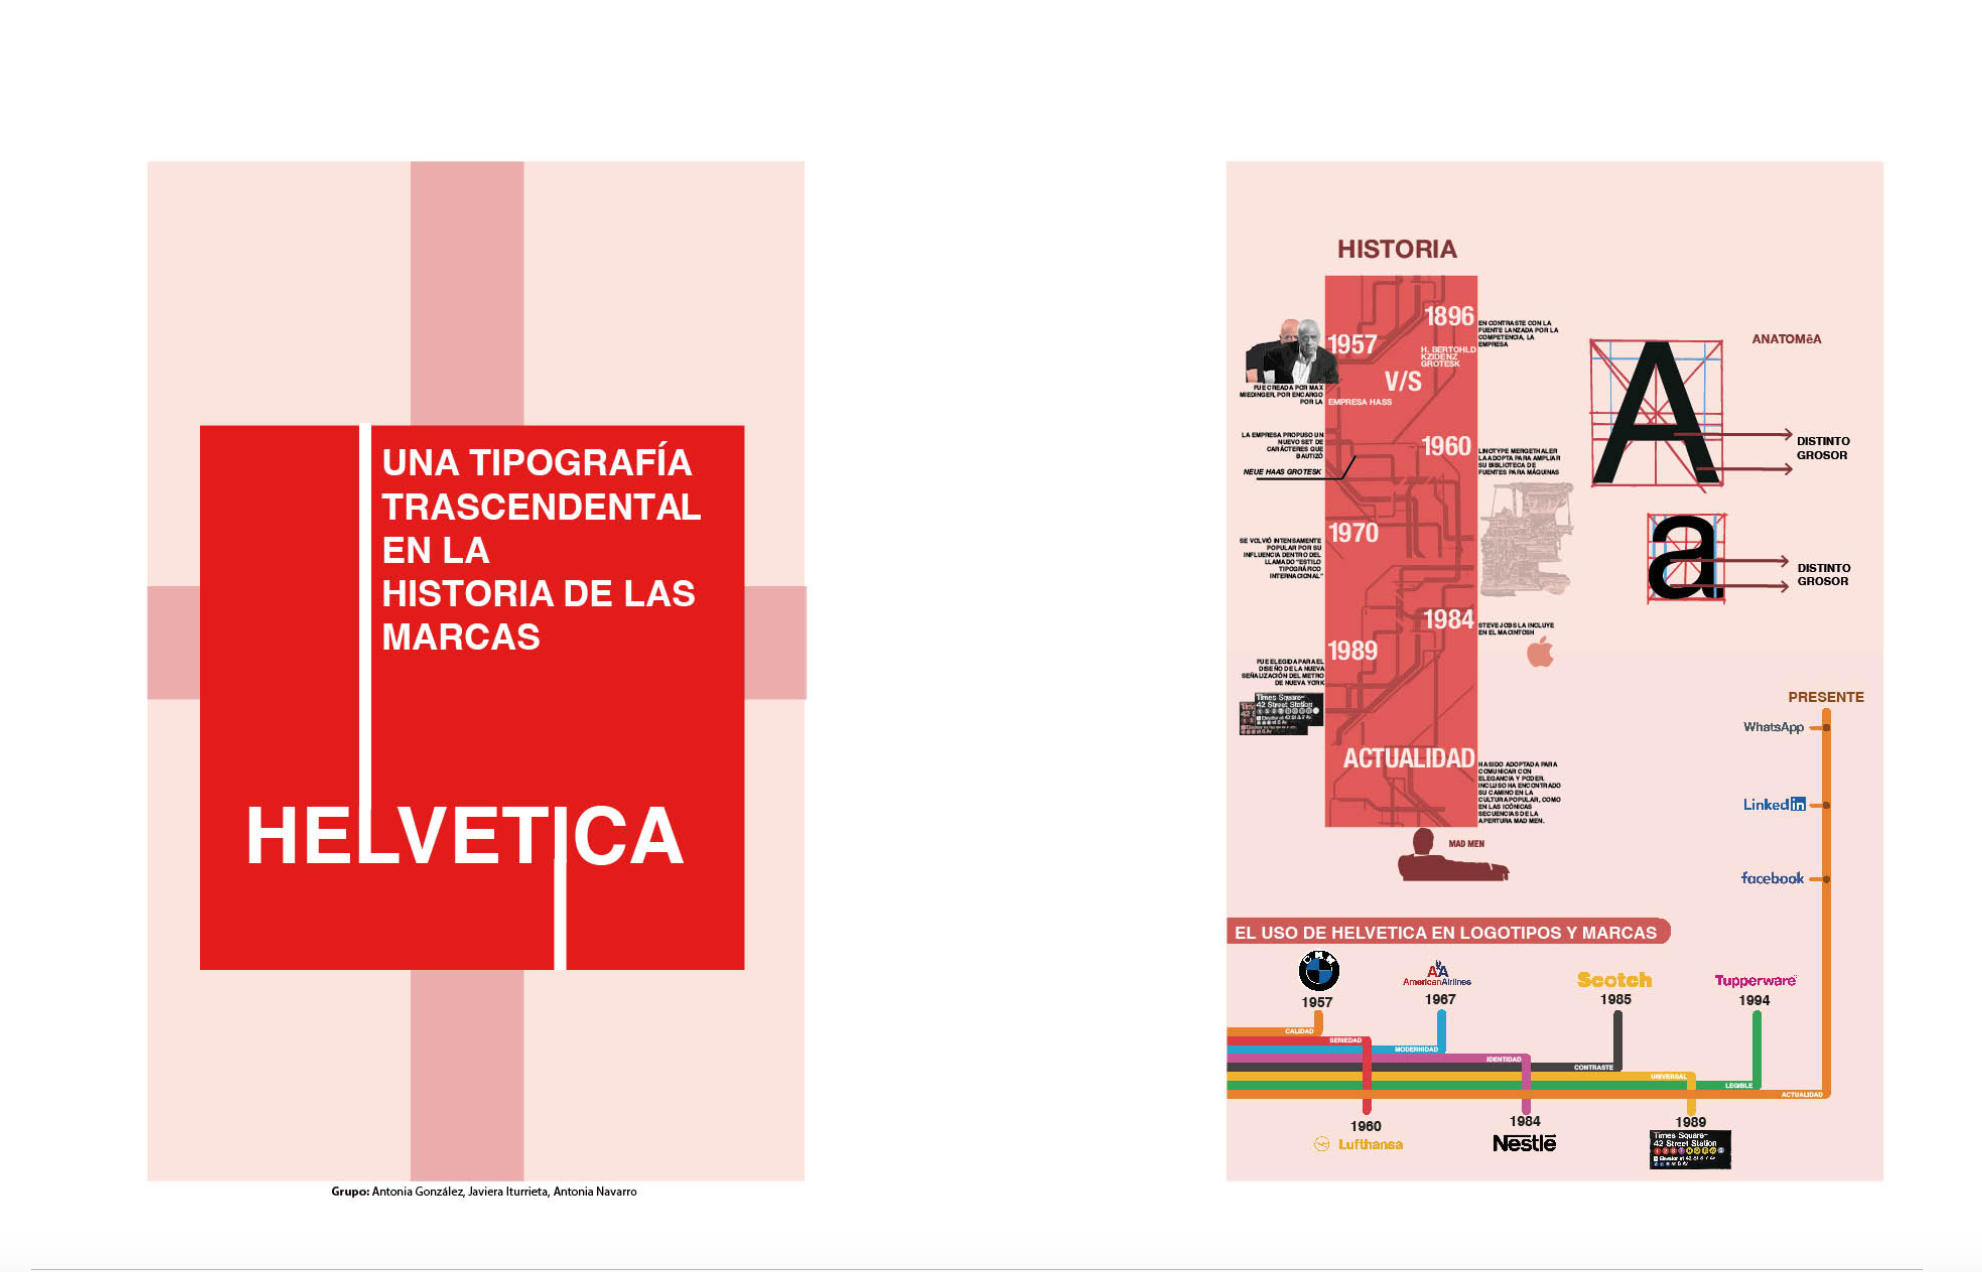 UNA TIPOGRAFÍA
TRASCENDENTAL
EN LA
HISTORIA DE LAS
MARCAS
HELVETICA
Grupo: Antonia González, Javiera Iturrieta, Antonia Navarro
HISTORIA
1896
EN CONTRASTE CON LA
FUENTE LANZADA POR LA
COMPETENCIA, LA
EMPRESA
H. BERTOHLD
KZIDENZ
GROTESK
1957
V/S
FUE CREADA POR MAX
MIEDINGER, POR ENCARGO
POR LA
EMPRESA HASS
LA EMPRESA PROPUSO UN
NUEVO SET DE
CARÁCTERES QUE
BAUTIZÓ
NEUE HAAS GROTESK
1960
LINOTYPE MERGETHALER
LA ADOPTA PARA AMPLIAR
SU BIBLIOTECA DE
FUENTES PARA MÁQUINAS
1970
SE VOLVIÓ INTENSAMENTE
POPULAR POR SU
INFLUENCIA DENTRO DEL
LLAMADO "ESTILO
TIPOGRÁFICO
INTERNACIONAL"
1984
STEVE JOBS LA INCLUYE
EN EL MACINTOSH
1989
FUE ELEGIDA PARA EL
DISEÑO DE LA NUEVA
SEÑALIZACIÓN DEL METRO
DE NUEVA YORK
Times Square-
42 Street Station
ACTUALIDAD
HA SIDO ADOPTADA PARA
COMUNICAR CON
ELEGANCIA Y PODER.
INCLUSO HA ENCONTRADO
SU CAMINO EN LA
CULTURA POPULAR, COMO
EN LAS ICÓNICAS
SECUENCIAS DE LA
APERTURA MAD MEN.
MAD MEN
ANATOMêA
A
DISTINTO
GROSOR
a
DISTINTO
GROSOR
PRESENTE
WhatsApp
Linked in
facebook
EL USO DE HELVETICA EN LOGOTIPOS Y MARCAS
BMW
1957
AA
AmericanAirlines
1967
Scotch
1985
Tupperware
1994
CALIDAD
SERIEDAD
MODERNIDAD
IDENTIDAD
CONTRASTE
UNIVERSAL
LEGIBLE
ACTUALIDAD
1960
Lufthansa
1984
Nestlé
1989
Times Square-
42 Street Station